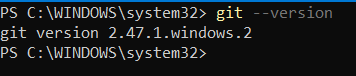 PS C:\WINDOWS\system32> git --version
git version 2.47.1.windows.2
PS C:\WINDOWS\system32>